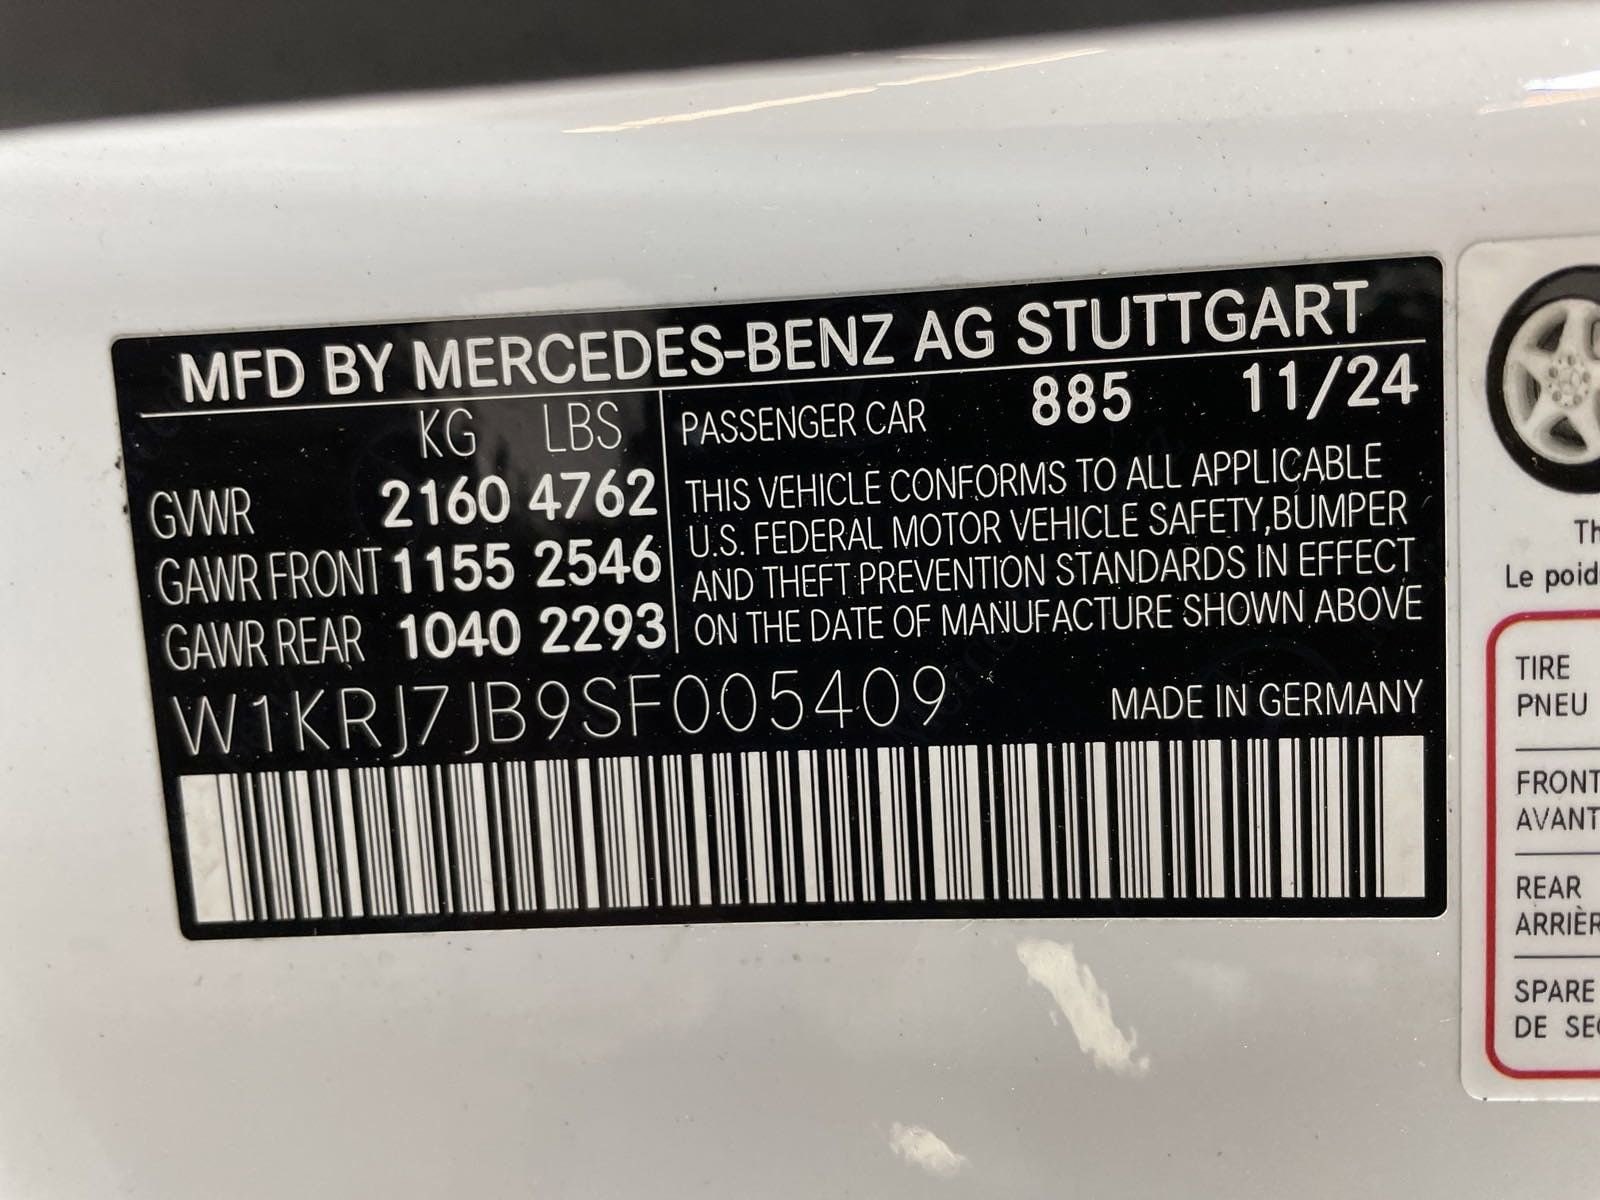 MFD BY MERCEDES-BENZ AG STUTTGART
KG LBS
GVWR 2160 4762
GAWR FRONT 1155 2546
GAWR REAR 1040 2293
PASSENGER CAR 885 11/24
THIS VEHICLE CONFORMS TO ALL APPLICABLE
U.S. FEDERAL MOTOR VEHICLE SAFETY,BUMPER
AND THEFT PREVENTION STANDARDS IN EFFECT
ON THE DATE OF MANUFACTURE SHOWN ABOVE
W1KRJ7JB9SF005409 MADE IN GERMANY
Th
Le poid
TIRE
PNEU
FRONT
AVANT
REAR
ARRIÈR
SPARE
DE SEC